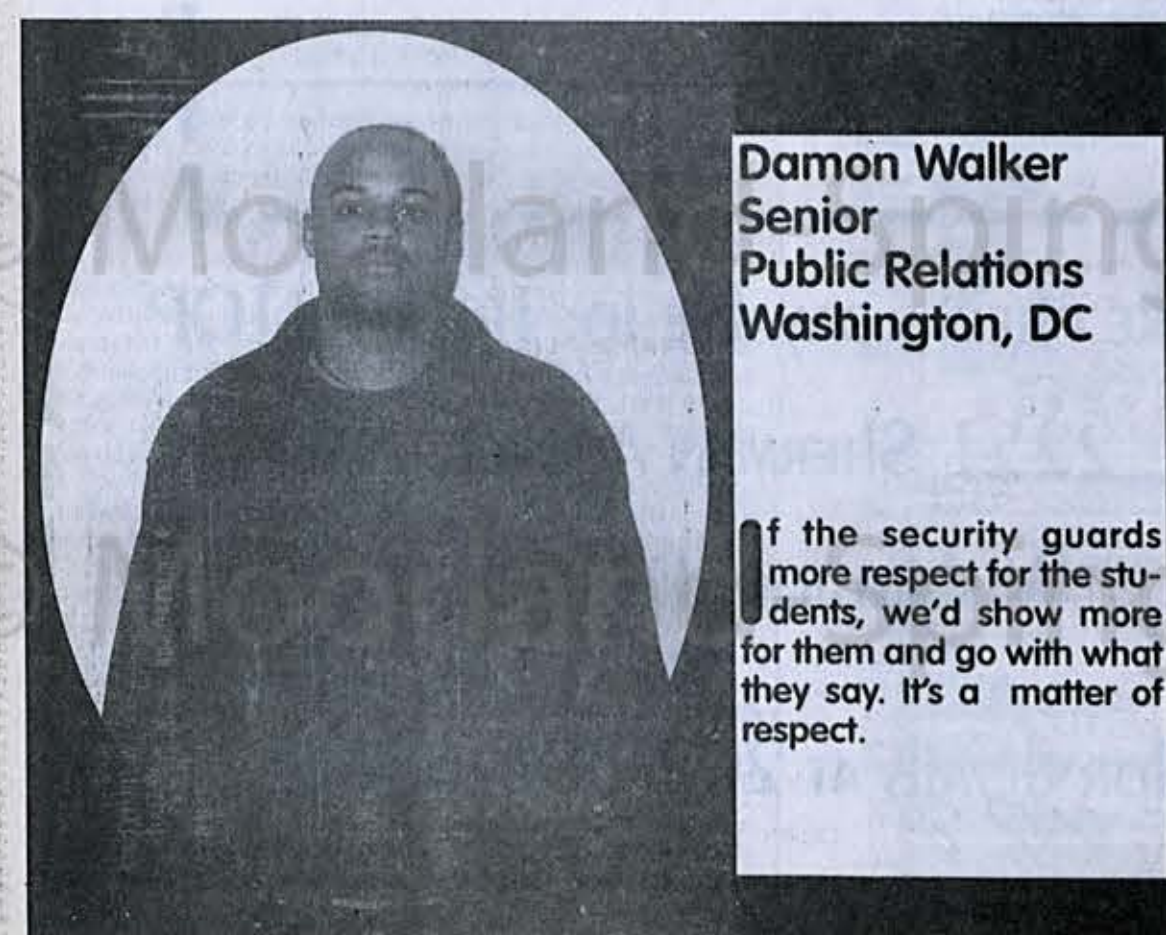 Damon Walker
Senior
Public Relations
Washington, DC
If the security guards
more respect for the stu-
dents, we'd show more
for them and go with what
they say. It's a matter of
respect.